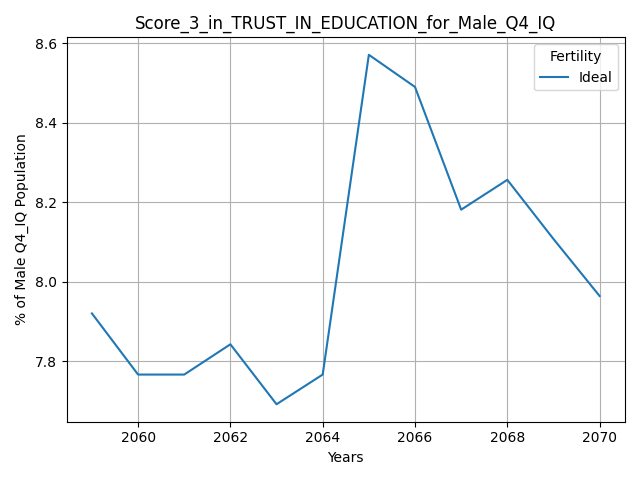 Score_3_in_TRUST_IN_EDUCATION_for_Male_Q4_IQ
Fertility
Ideal
8.6
8.4
8.2
8.0
7.8
% of Male Q4_IQ Population
2060 2062 2064 2066 2068 2070
Years